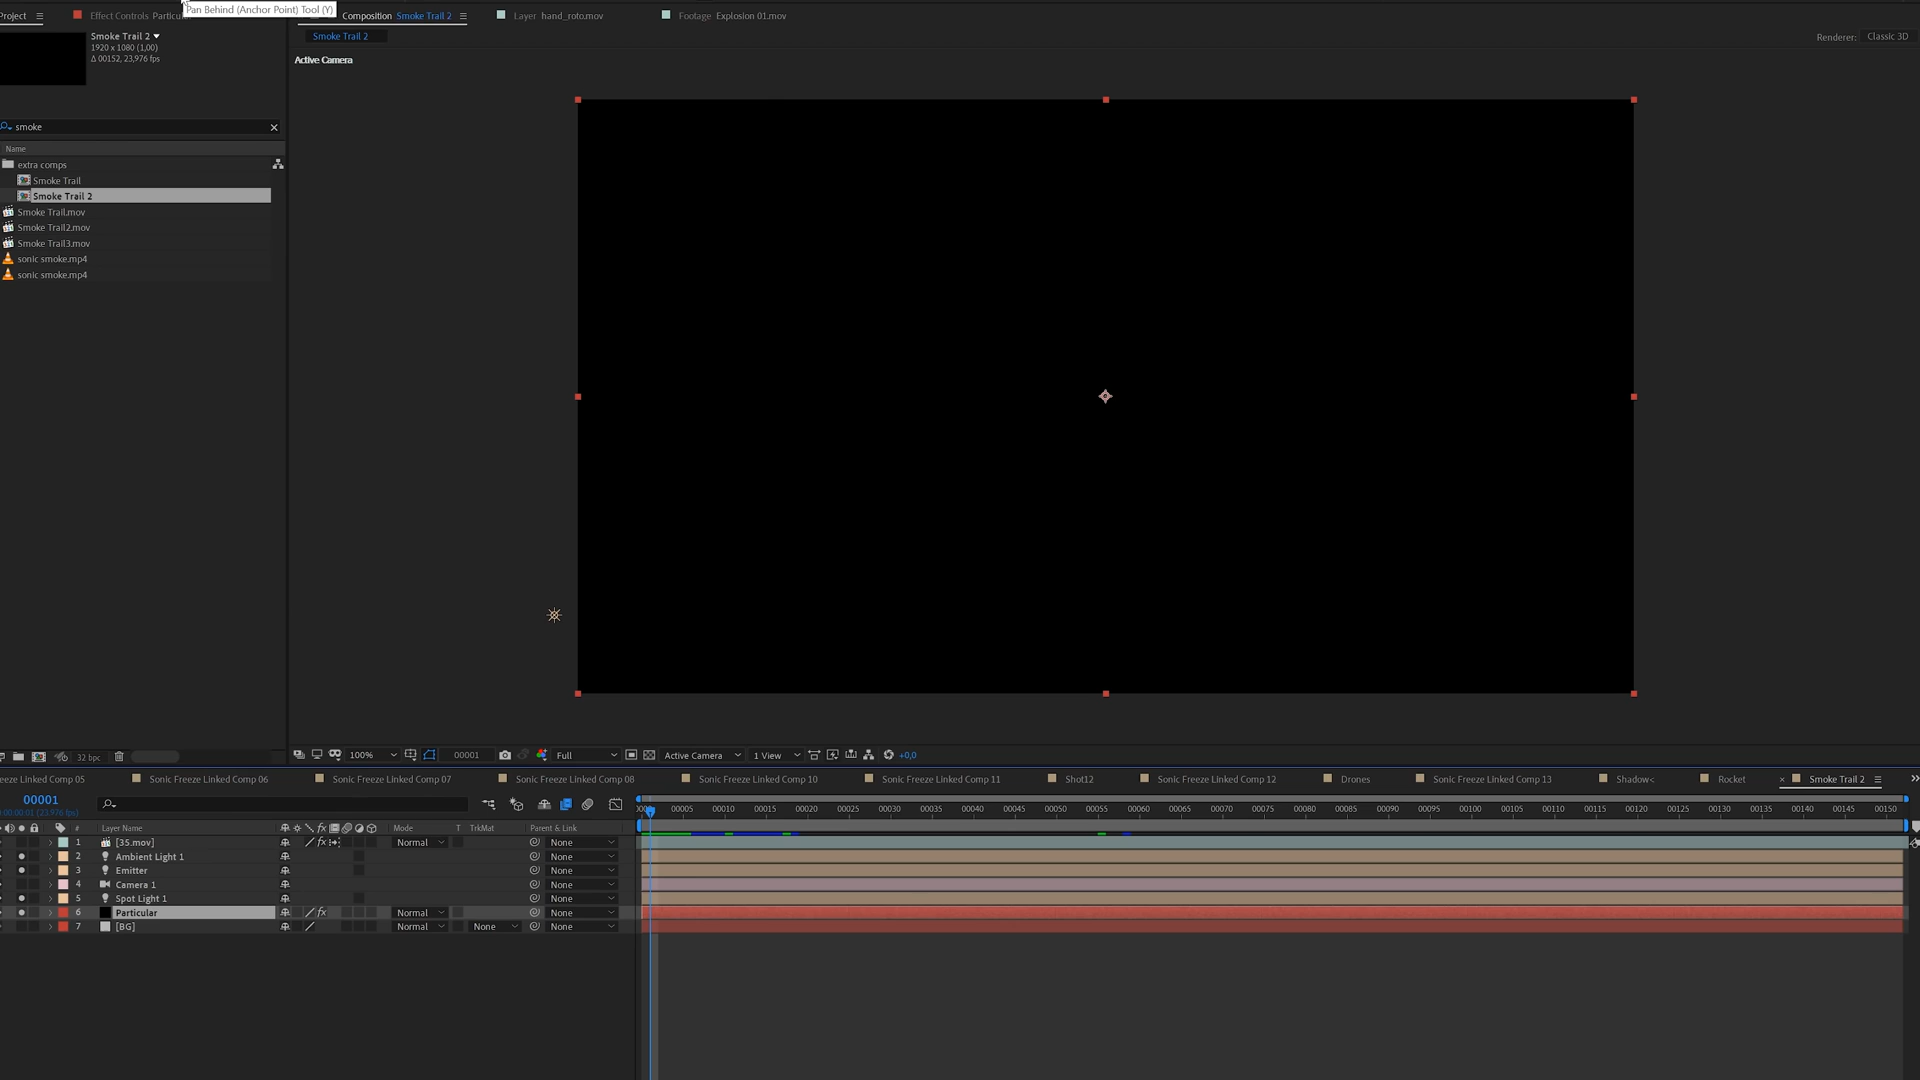 Project
Effect Controls Particu
Pan Behind (Anchor Point) Tool (Y)
Composition Smoke Trail 2
Layer hand_roto.mov
Footage Explosion 01.mov
Smoke Trail 2
1920 x 1080 (1,00)
Δ 00152, 23,976 fps
Smoke Trail 2
Renderer: Classic 3D
Active Camera
smoke
Name
extra comps
Smoke Trail
Smoke Trail 2
Smoke Trail.mov
Smoke Trail2.mov
Smoke Trail3.mov
sonic smoke.mp4
sonic smoke.mp4
32 bpc
100%
00001
Full
Active Camera
1 View
+0,0
eeze Linked Comp 05
Sonic Freeze Linked Comp 06
Sonic Freeze Linked Comp 07
Sonic Freeze Linked Comp 08
Sonic Freeze Linked Comp 10
Sonic Freeze Linked Comp 11
Shot12
Sonic Freeze Linked Comp 12
Drones
Sonic Freeze Linked Comp 13
Shadow<
Rocket
Smoke Trail 2
00001
00005 00010 00015 00020 00025 00030 00035 00040 00045 00050 00055 00060 00065 00070 00075 00080 00085 00090 00095 00100 00105 00110 00115 00120 00125 00130 00135 00140 00145 00150
# Layer Name fx Mode T TrkMat Parent & Link
1 [35.mov] fx Normal None
2 Ambient Light 1 None
3 Emitter None
4 Camera 1 None
5 Spot Light 1 None
6 Particular fx Normal None
7 [BG] Normal None None